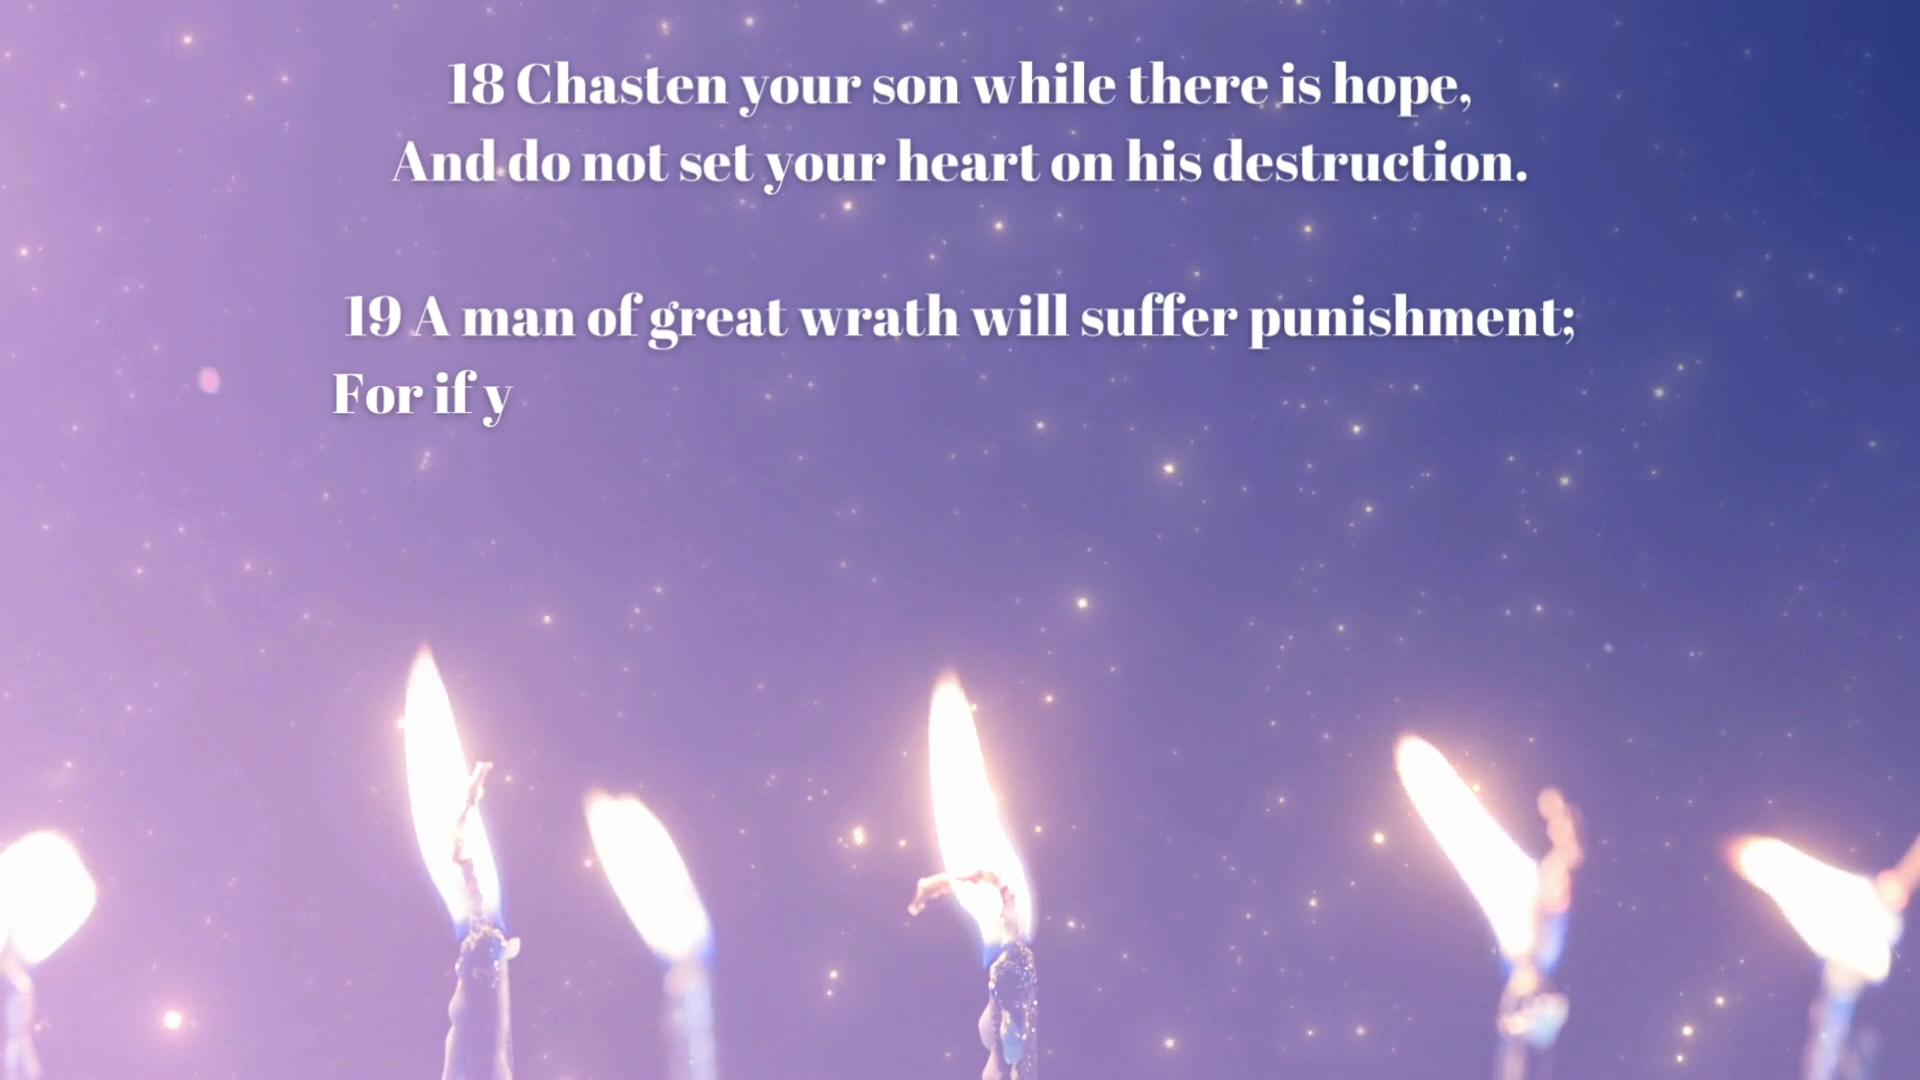 18 Chasten your son while there is hope,
And do not set your heart on his destruction.
19 A man of great wrath will suffer punishment;
For if y